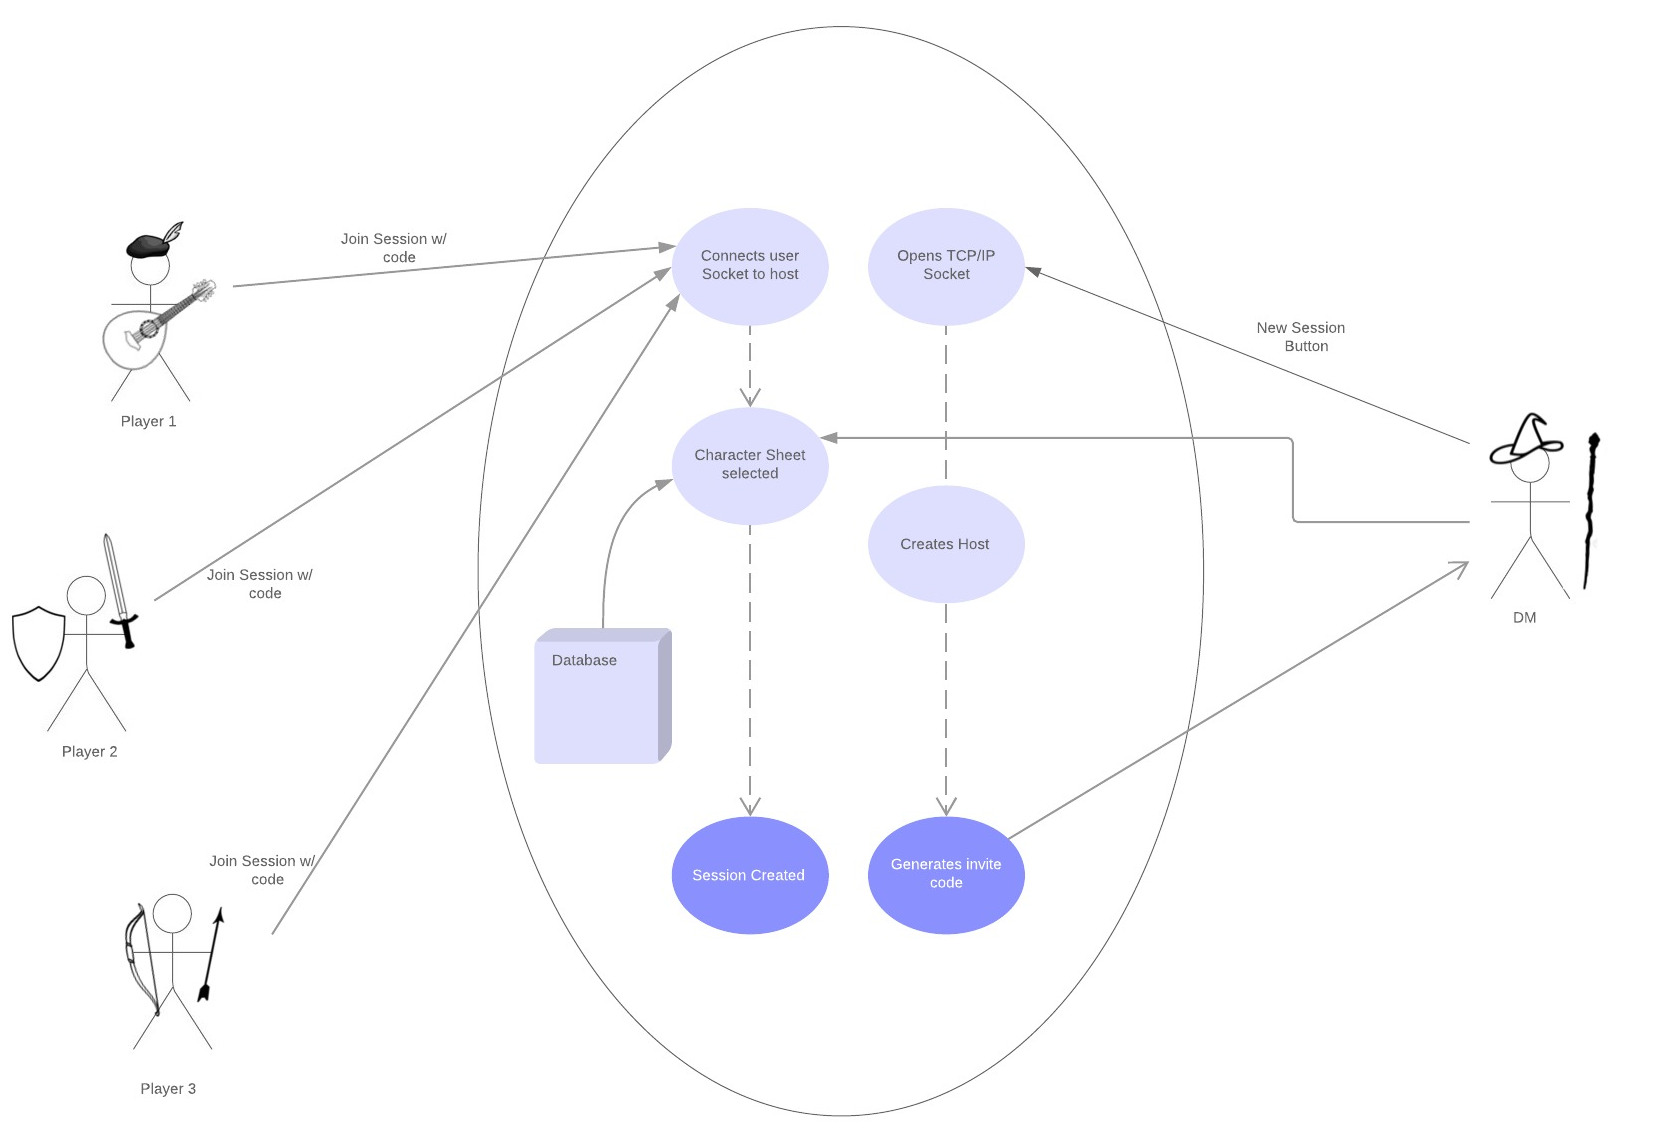 Join Session w/
code
Player 1
Join Session w/
code
Player 2
Join Session w/
code
Player 3
Connects user
Socket to host
Character Sheet
selected
Database
Session Created
Opens TCP/IP
Socket
Creates Host
Generates invite
code
New Session
Button
DM